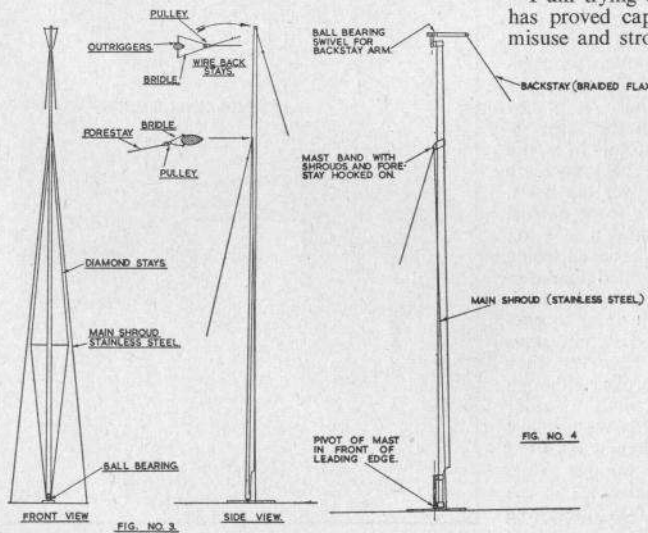 PULLEY
OUTRIGGERS
BRIDLE
WIRE BACK
STAYS.
BRIDLE
FORESTAY
PULLEY
DIAMOND STAYS.
MAIN SHROUD
STAINLESS STEEL.
BALL BEARING.
FRONT VIEW
SIDE VIEW.
FIG. NO. 3.
BALL BEARING
SWIVEL FOR
BACKSTAY ARM.
BACKSTAY (BRAIDED FLAX
MAST BAND WITH
SHROUDS AND FORE-
STAY HOOKED ON.
MAIN SHROUD (STAINLESS STEEL)
PIVOT OF MAST
IN FRONT OF
LEADING EDGE.
FIG. NO. 4
I am trying
has proved cap
misuse and stro